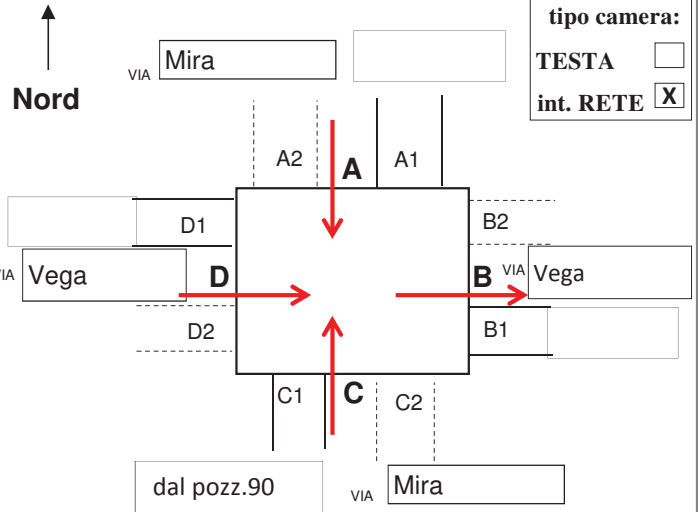 tipo camera:
VIA Mira
TESTA
Nord
int. RETE X
A2 A A1
D1 B2
VIA Vega D B VIA Vega
D2 B1
C1 C C2
dal pozz.90 VIA Mira